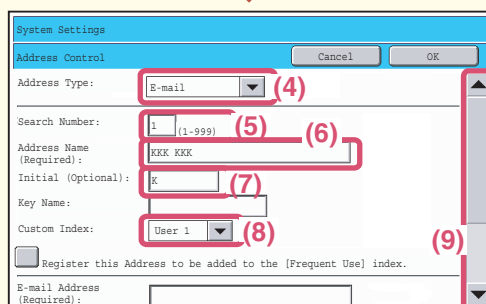 System Settings
Address Control Cancel OK
Address Type: E-mail (4)
Search Number: 1 (1-999) (5)
(6)
Address Name
(Required): KKK KKK
Initial (Optional): K (7)
Key Name:
Custom Index: User 1 (8)
(9)
Register this Address to be added to the [Frequent Use] index.
E-mail Address
(Required):